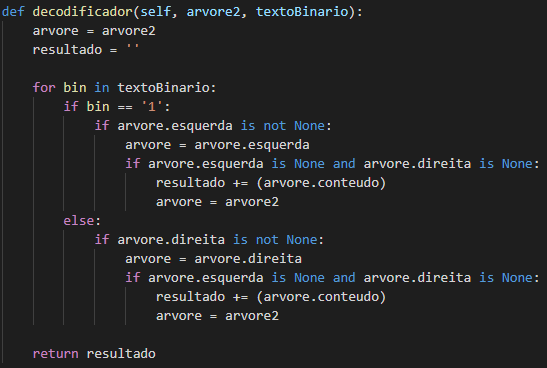 def decodificador(self, arvore2, textoBinario):
    arvore = arvore2
    resultado = ''

    for bin in textoBinario:
        if bin == '1':
            if arvore.esquerda is not None:
                arvore = arvore.esquerda
                if arvore.esquerda is None and arvore.direita is None:
                    resultado += (arvore.conteudo)
                    arvore = arvore2
        else:
            if arvore.direita is not None:
                arvore = arvore.direita
                if arvore.esquerda is None and arvore.direita is None:
                    resultado += (arvore.conteudo)
                    arvore = arvore2

    return resultado